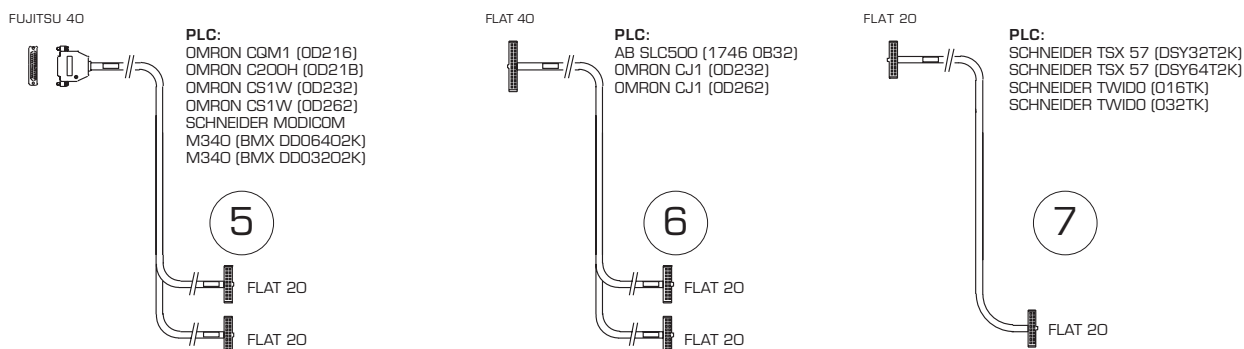 FUJITSU 40
PLC:
OMRON CQM1 (OD216)
OMRON C200H (OD21B)
OMRON CS1W (OD232)
OMRON CS1W (OD262)
SCHNEIDER MODICOM
M340 (BMX DDO6402K)
M340 (BMX DDO3202K)
5
FLAT 20
FLAT 20
FLAT 40
PLC:
AB SLC500 (1746 OB32)
OMRON CJ1 (OD232)
OMRON CJ1 (OD262)
6
FLAT 20
FLAT 20
FLAT 20
PLC:
SCHNEIDER TSX 57 (DSY32T2K)
SCHNEIDER TSX 57 (DSY64T2K)
SCHNEIDER TWIDO (O16TK)
SCHNEIDER TWIDO (O32TK)
7
FLAT 20